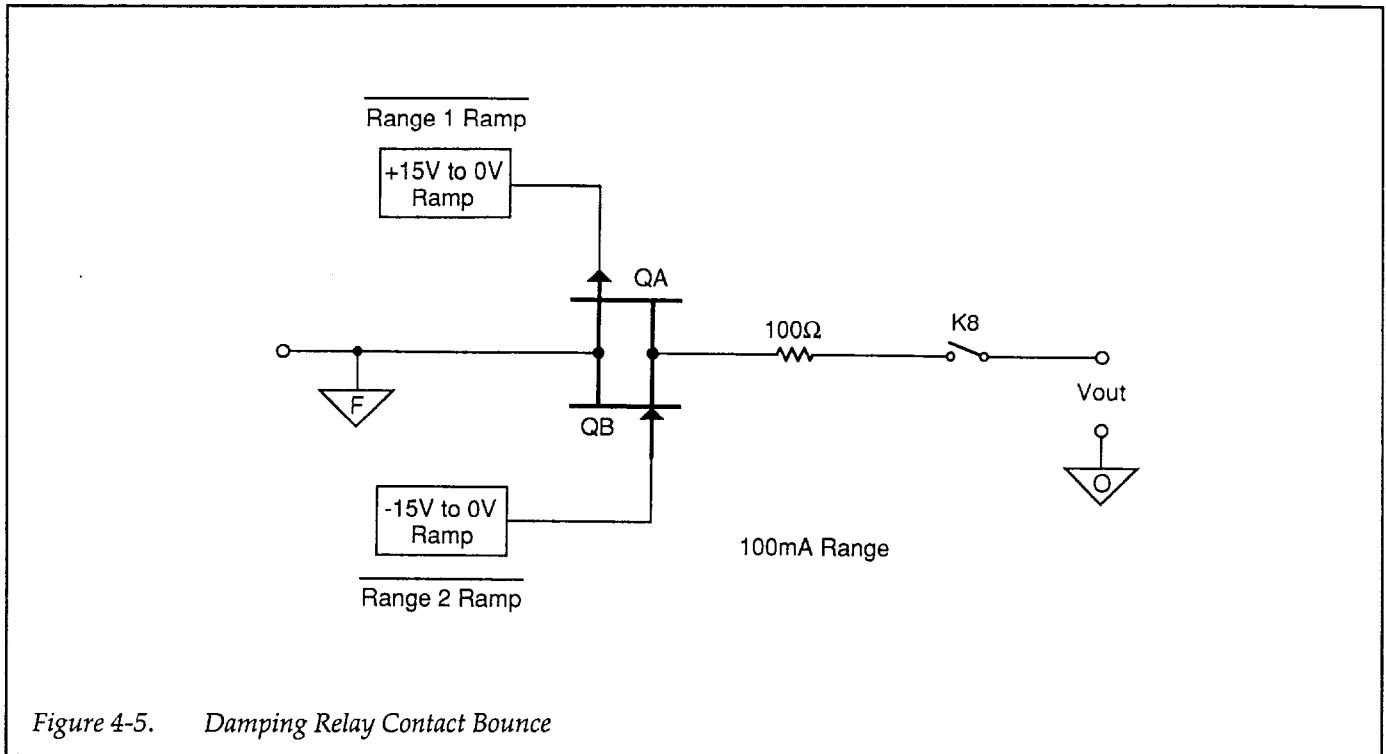 Range 1 Ramp
+15V to 0V
Ramp
QA
100Ω
K8
F
Vout
QB
O
-15V to 0V
Ramp
100mA Range
Range 2 Ramp
Figure 4-5. Damping Relay Contact Bounce